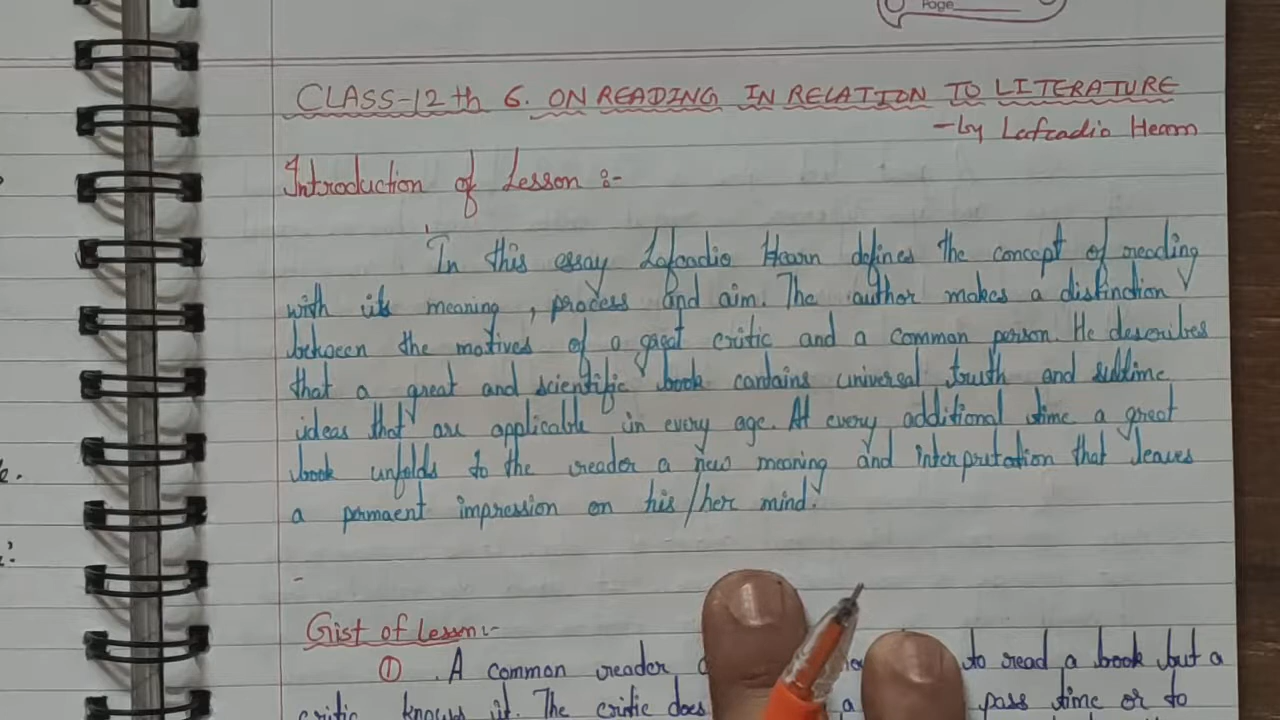 Page
CLASS-12th 6. ON READING IN RELATION TO LITERATURE
-by Lafcadio Hearn
Introduction of Lesson :-
In this essay Lafcadio Hearn defines the concept of reading
with its meaning, process and aim. The author makes a distinction
between the motives of a great critic and a common person. He describes
that a great and scientific book contains universal truth and sublime
ideas that are applicable in every age. At every additional time a great
book unfolds to the reader a new meaning and interpretation that leaves
a permaent impression on his/her mind.
Gist of lesson:-
① A common reader to read a book but a
critic knows it. The critic does a pass time or to